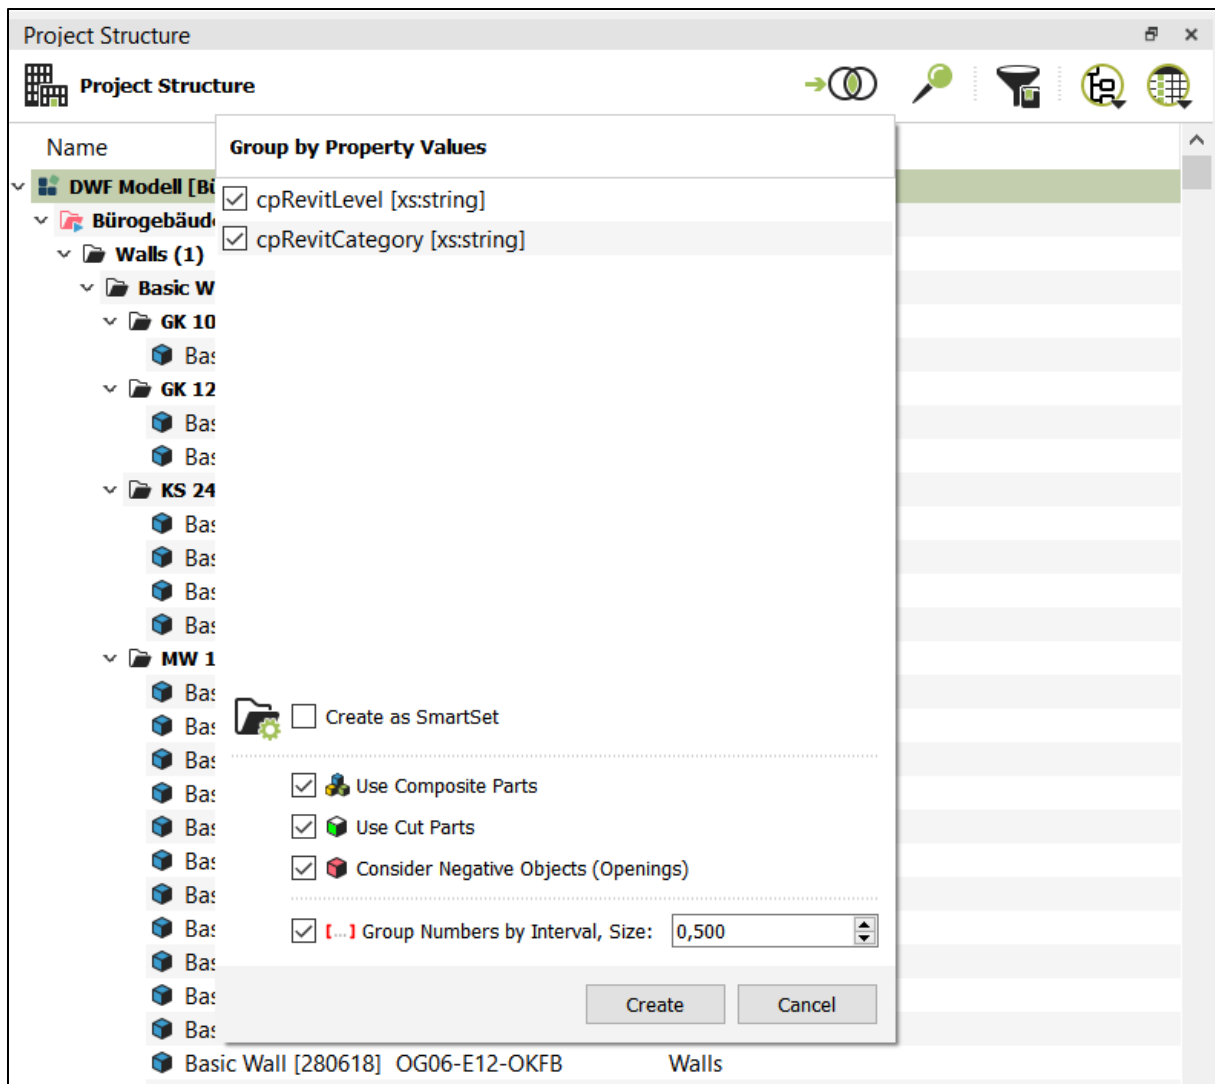 Project Structure
Project Structure
Name
Group by Property Values
DWF Modell [Bü
cpRevitLevel [xs:string]
Bürogebäude
cpRevitCategory [xs:string]
Walls (1)
Basic W
GK 10
Bas
GK 12
Bas
Bas
KS 24
Bas
Bas
Bas
Bas
MW 1
Bas
Create as SmartSet
Bas
Bas
Use Composite Parts
Bas
Use Cut Parts
Bas
Consider Negative Objects (Openings)
Bas
Bas
[...] Group Numbers by Interval, Size: 0,500
Bas
Bas
Bas
Create Cancel
Bas
Basic Wall [280618] OG06-E12-OKFB Walls